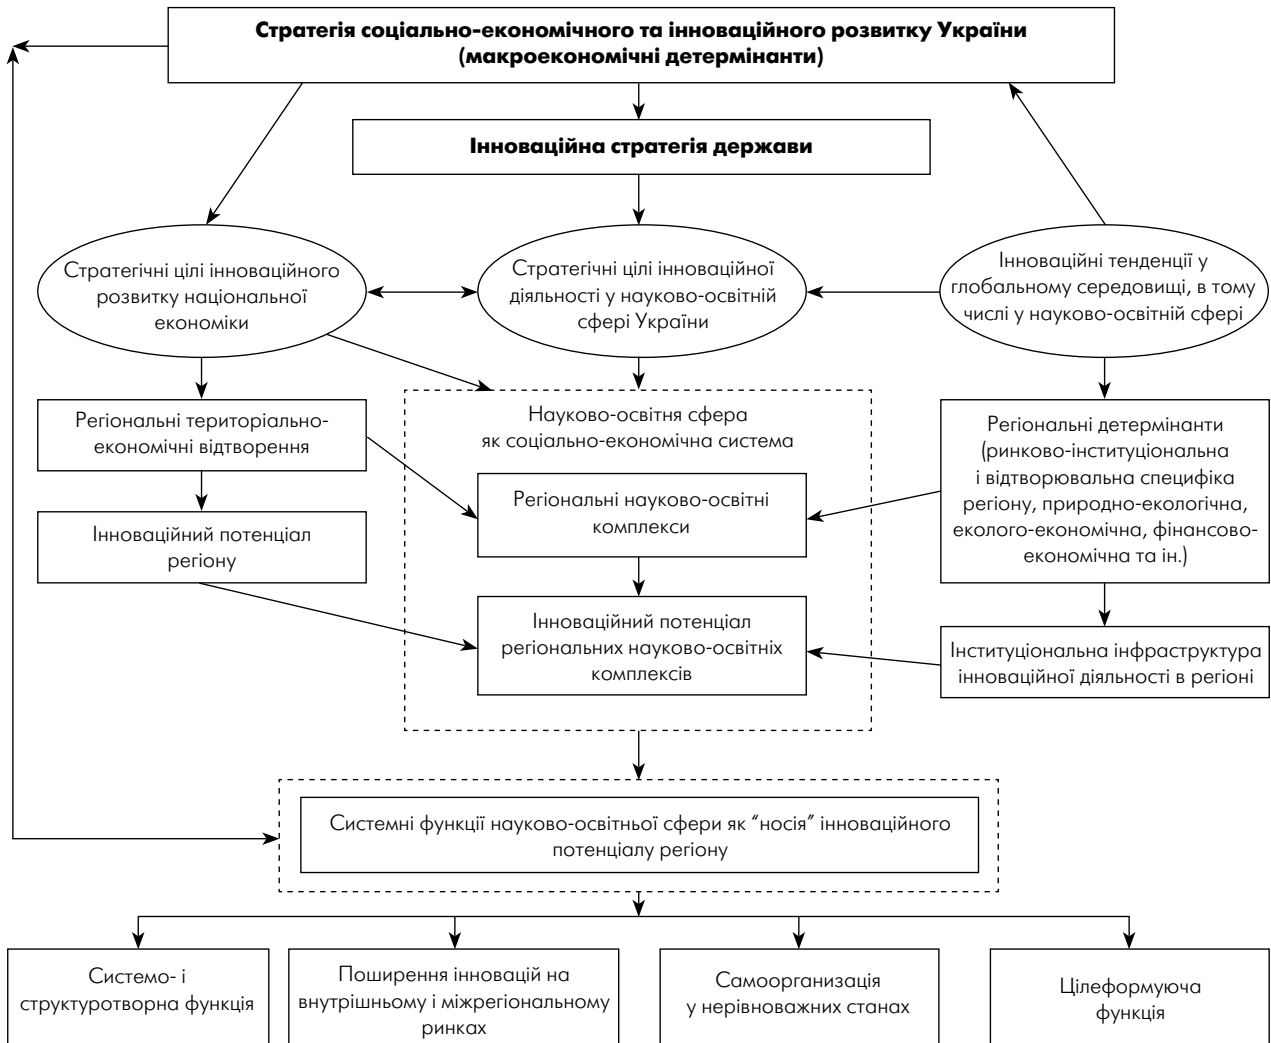 Стратегія соціально-економічного та інноваційного розвитку України
(макроекономічні детермінанти)
Інноваційна стратегія держави
Стратегічні цілі інноваційного
розвитку національної
економіки
Стратегічні цілі інноваційної
діяльності у науково-освітній
сфері України
Інноваційні тенденції у
глобальному середовищі, в тому
числі у науково-освітній сфері
Регіональні територіально-
економічні відтворення
Науково-освітня сфера
як соціально-економічна система
Регіональні детермінанти
(ринково-інституціональна
і відтворювальна специфіка
регіону, природно-екологічна,
еколого-економічна, фінансово-
економічна та ін.)
Регіональні науково-освітні
комплекси
Інноваційний потенціал
регіону
Інноваційний потенціал
регіональних науково-освітніх
комплексів
Інституціональна інфраструктура
інноваційної діяльності в регіоні
Системні функції науково-освітньої сфери як “носія” інноваційного
потенціалу регіону
Системо- і
структуротворна функція
Поширення інновацій на
внутрішньому і міжрегіональному
ринках
Самоорганизація
у нерівноважних станах
Цілеформуюча
функція